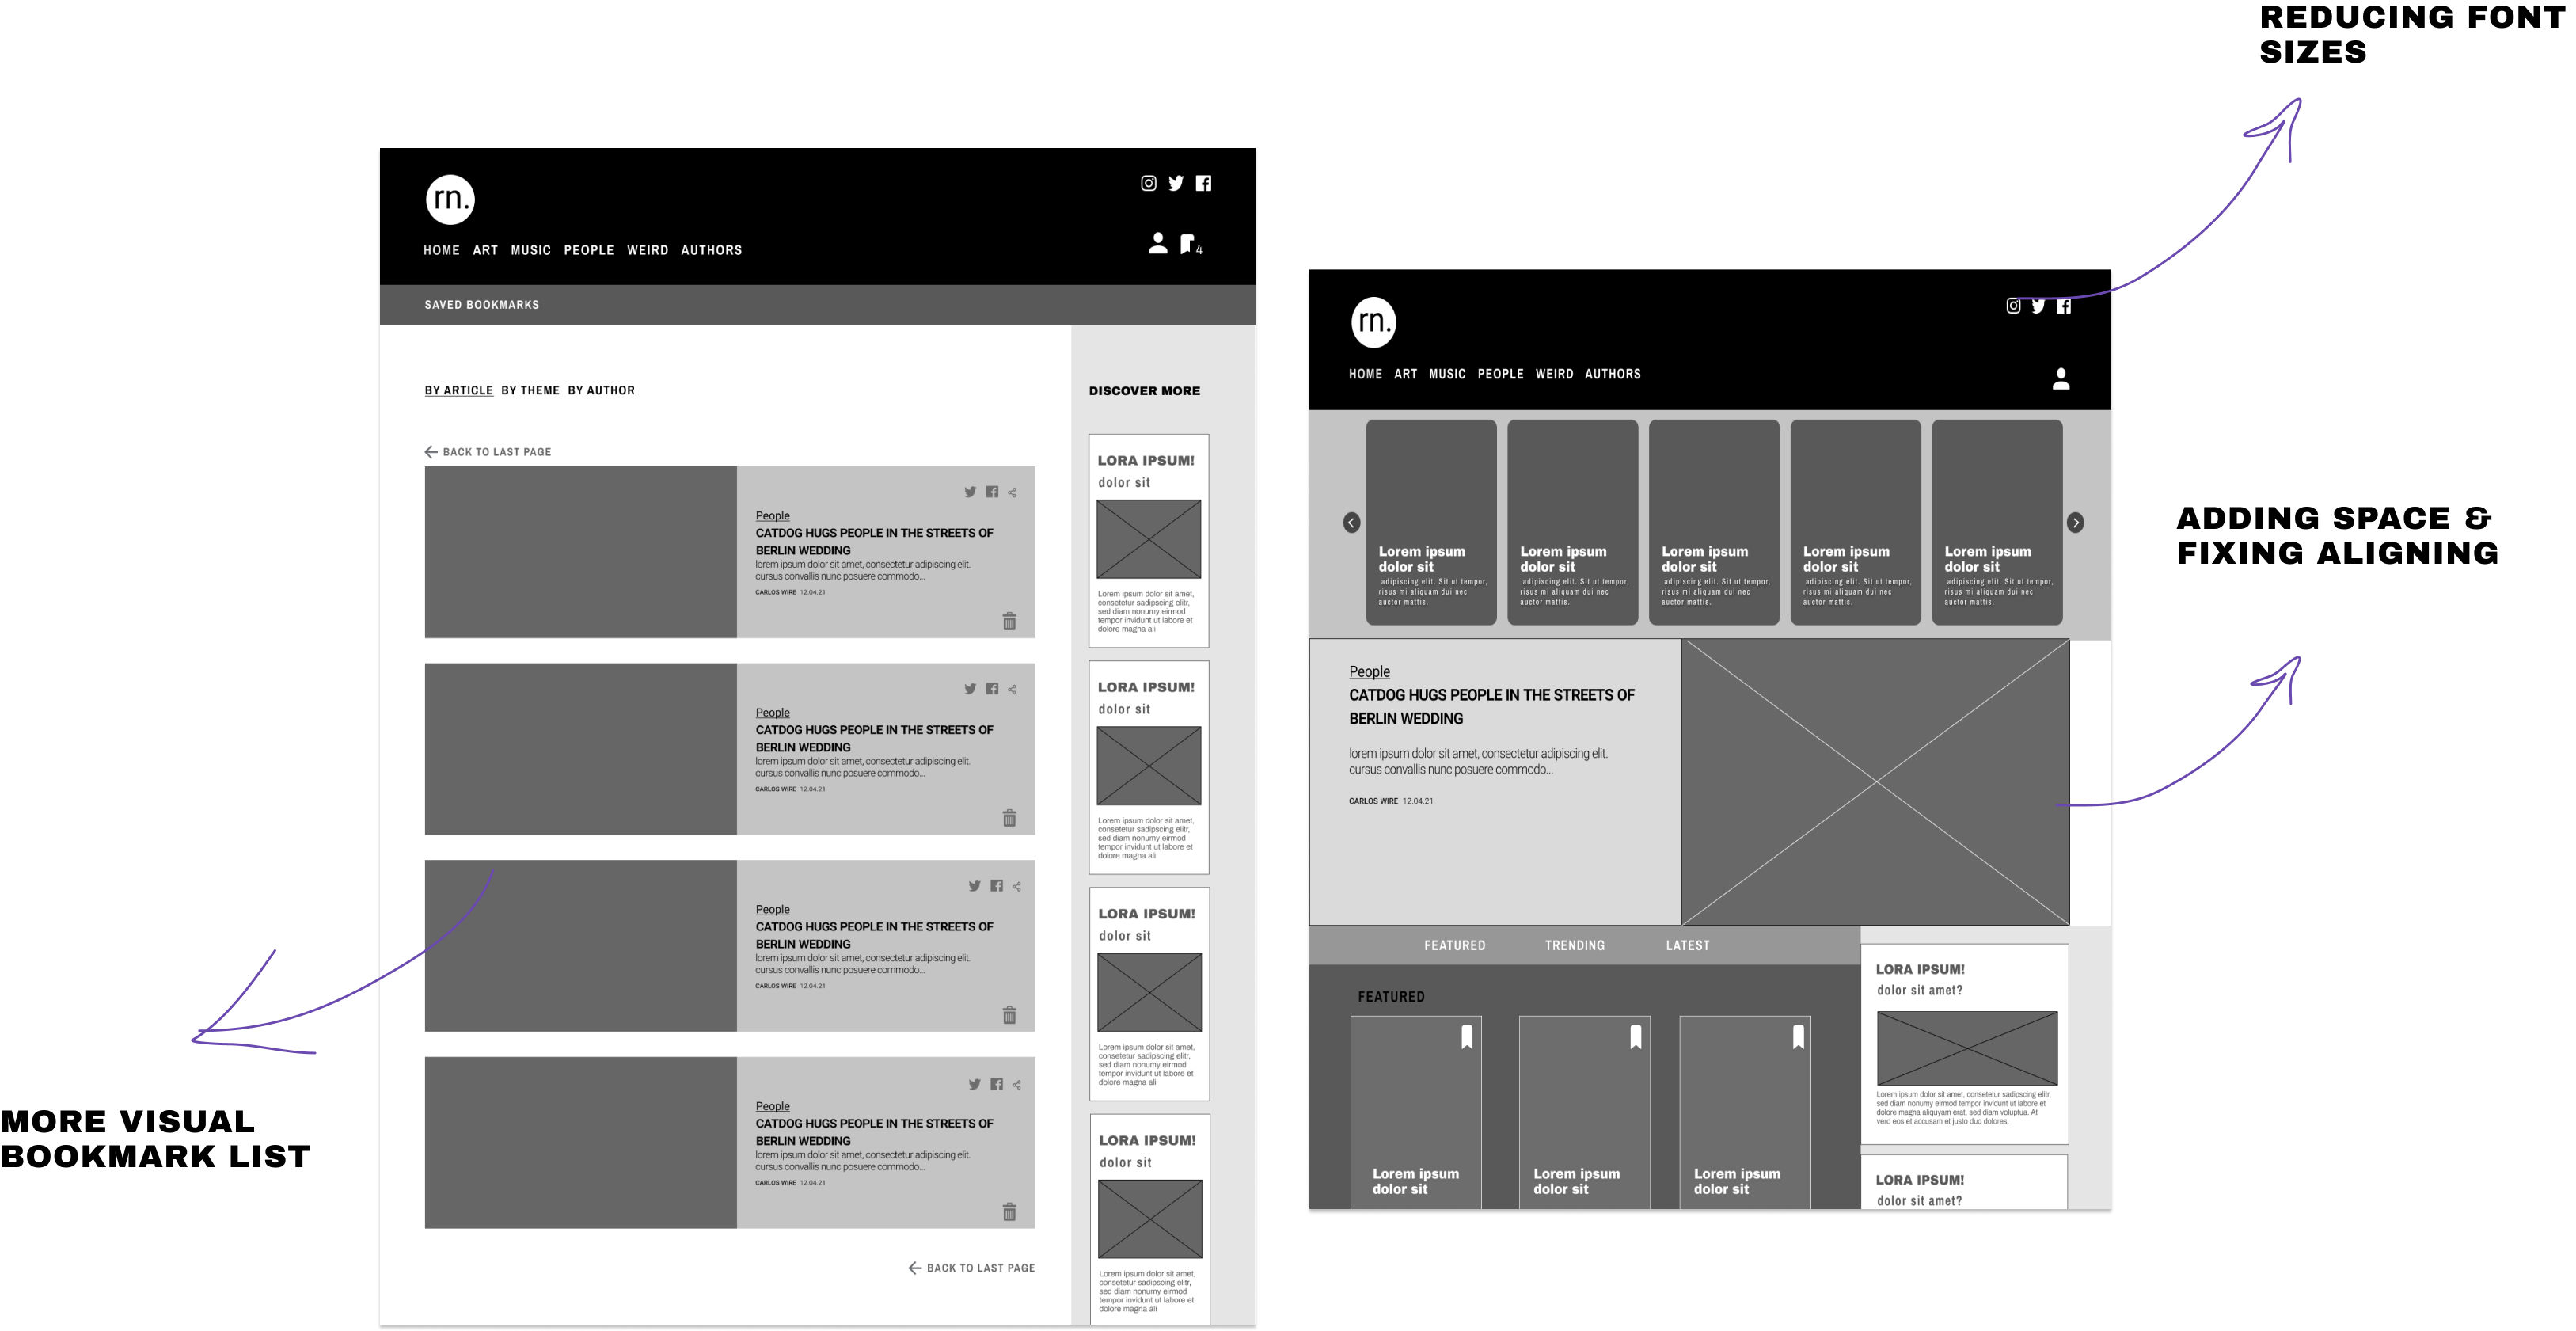 REDUCING FONT
SIZES
rn.
HOME ART MUSIC PEOPLE WEIRD AUTHORS
4
SAVED BOOKMARKS
BY ARTICLE BY THEME BY AUTHOR
BACK TO LAST PAGE
People
CATDOG HUGS PEOPLE IN THE STREETS OF
BERLIN WEDDING
lorem ipsum dolor sit amet, consectetur adipiscing elit.
cursus convallis nunc posuere commodo...
CARLOS WIRE 12.04.21
People
CATDOG HUGS PEOPLE IN THE STREETS OF
BERLIN WEDDING
lorem ipsum dolor sit amet, consectetur adipiscing elit.
cursus convallis nunc posuere commodo...
CARLOS WIRE 12.04.21
People
CATDOG HUGS PEOPLE IN THE STREETS OF
BERLIN WEDDING
lorem ipsum dolor sit amet, consectetur adipiscing elit.
cursus convallis nunc posuere commodo...
CARLOS WIRE 12.04.21
People
CATDOG HUGS PEOPLE IN THE STREETS OF
BERLIN WEDDING
lorem ipsum dolor sit amet, consectetur adipiscing elit.
cursus convallis nunc posuere commodo...
CARLOS WIRE 12.04.21
BACK TO LAST PAGE
DISCOVER MORE
LORA IPSUM!
dolor sit
Lorem ipsum dolor sit amet,
consetetur sadipscing elitr,
sed diam nonumy eirmod
tempor invidunt ut labore et
dolore magna ali
LORA IPSUM!
dolor sit
Lorem ipsum dolor sit amet,
consetetur sadipscing elitr,
sed diam nonumy eirmod
tempor invidunt ut labore et
dolore magna ali
LORA IPSUM!
dolor sit
Lorem ipsum dolor sit amet,
consetetur sadipscing elitr,
sed diam nonumy eirmod
tempor invidunt ut labore et
dolore magna ali
LORA IPSUM!
dolor sit
Lorem ipsum dolor sit amet,
consetetur sadipscing elitr,
sed diam nonumy eirmod
tempor invidunt ut labore et
dolore magna ali
MORE VISUAL
BOOKMARK LIST
rn.
HOME ART MUSIC PEOPLE WEIRD AUTHORS
Lorem ipsum
dolor sit
adipiscing elit. Sit ut tempor,
risus mi aliquam dui nec
auctor mattis.
Lorem ipsum
dolor sit
adipiscing elit. Sit ut tempor,
risus mi aliquam dui nec
auctor mattis.
Lorem ipsum
dolor sit
adipiscing elit. Sit ut tempor,
risus mi aliquam dui nec
auctor mattis.
Lorem ipsum
dolor sit
adipiscing elit. Sit ut tempor,
risus mi aliquam dui nec
auctor mattis.
Lorem ipsum
dolor sit
adipiscing elit. Sit ut tempor,
risus mi aliquam dui nec
auctor mattis.
People
CATDOG HUGS PEOPLE IN THE STREETS OF
BERLIN WEDDING
lorem ipsum dolor sit amet, consectetur adipiscing elit.
cursus convallis nunc posuere commodo...
CARLOS WIRE 12.04.21
FEATURED TRENDING LATEST
FEATURED
Lorem ipsum
dolor sit
Lorem ipsum
dolor sit
Lorem ipsum
dolor sit
LORA IPSUM!
dolor sit amet?
Lorem ipsum dolor sit amet, consetetur sadipscing elitr,
sed diam nonumy eirmod tempor invidunt ut labore et
dolore magna aliquyam erat, sed diam voluptua. At
vero eos et accusam et justo duo dolores.
LORA IPSUM!
dolor sit amet?
ADDING SPACE &
FIXING ALIGNING